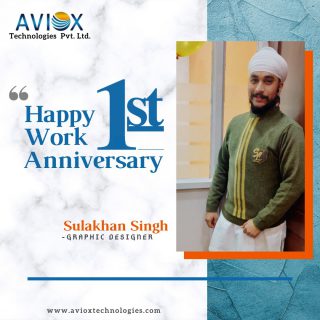 AVIOX
Technologies Pvt. Ltd.
“
Happy
Work
Anniversary
1st
Sulakhan Singh
-GRAPHIC DESIGNER
www.avioxtechnologies.com